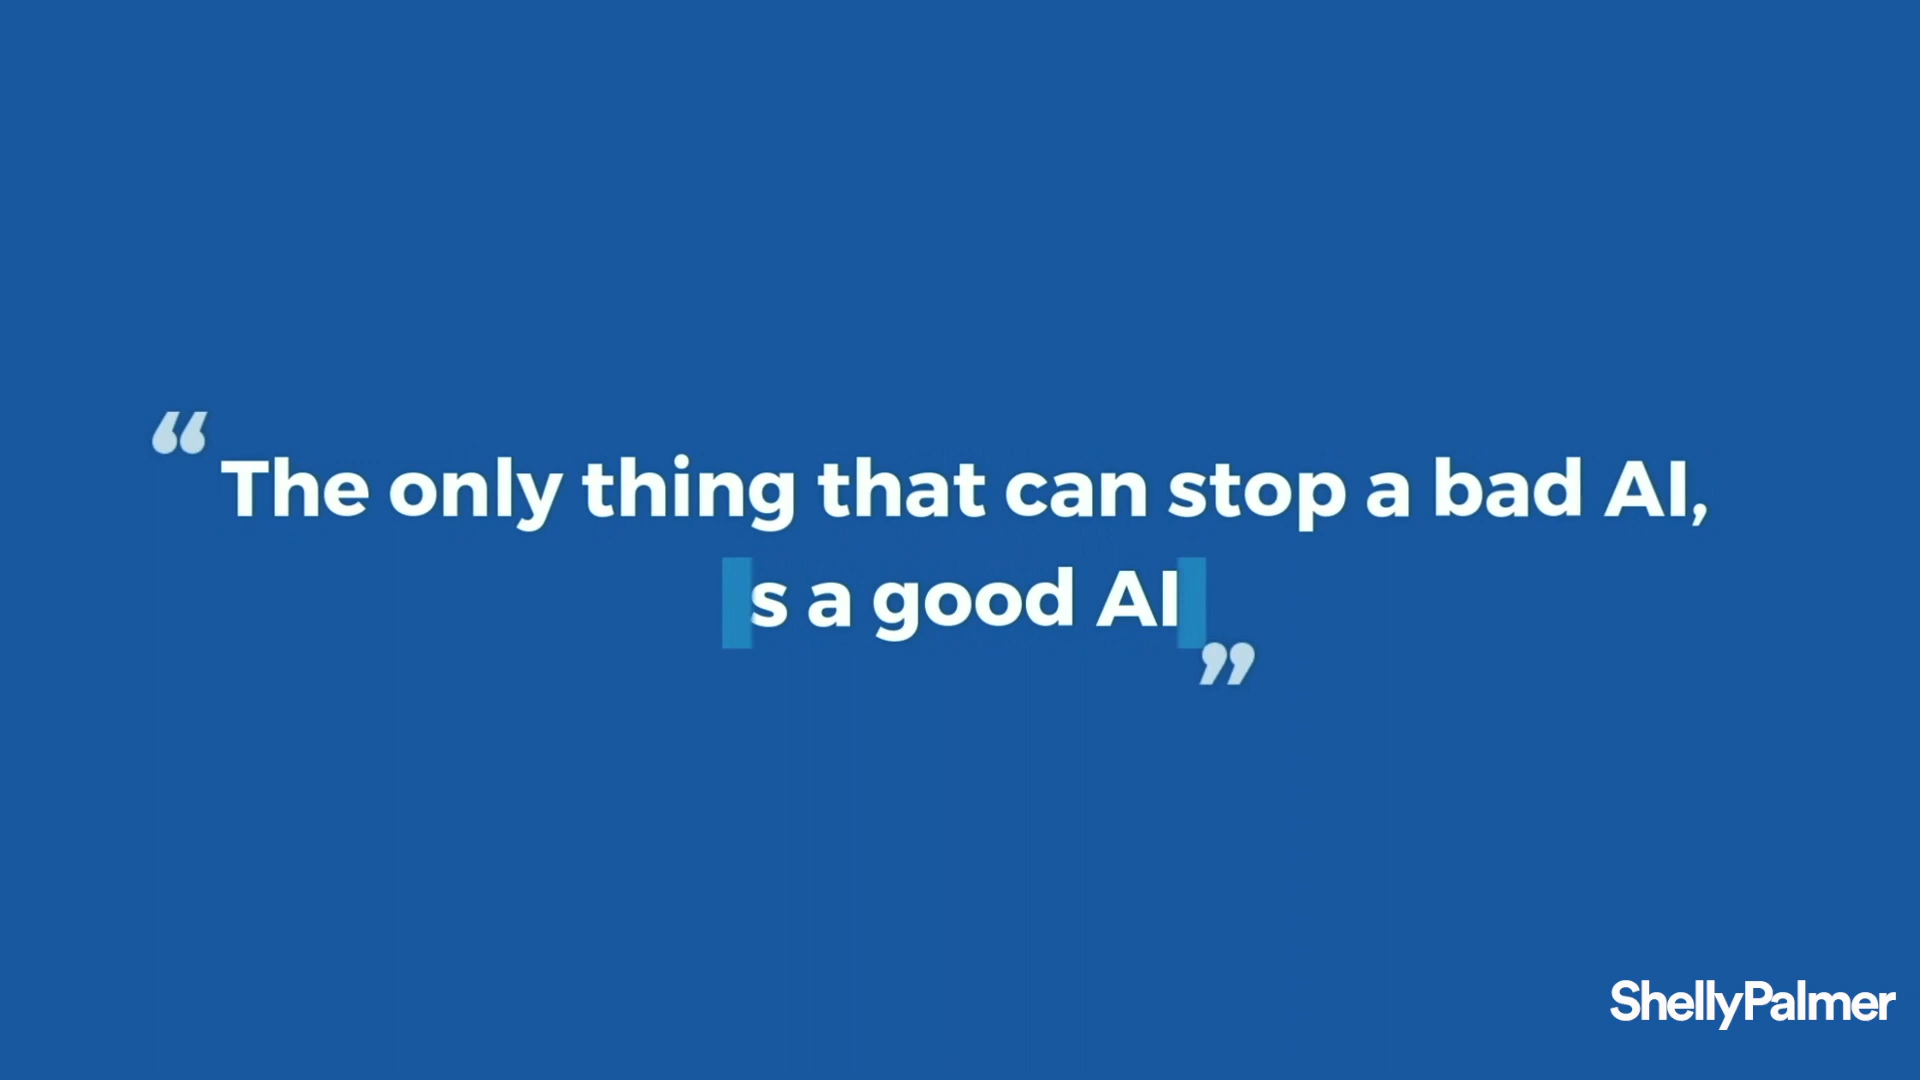 “The only thing that can stop a bad AI,
s a good AI”
ShellyPalmer